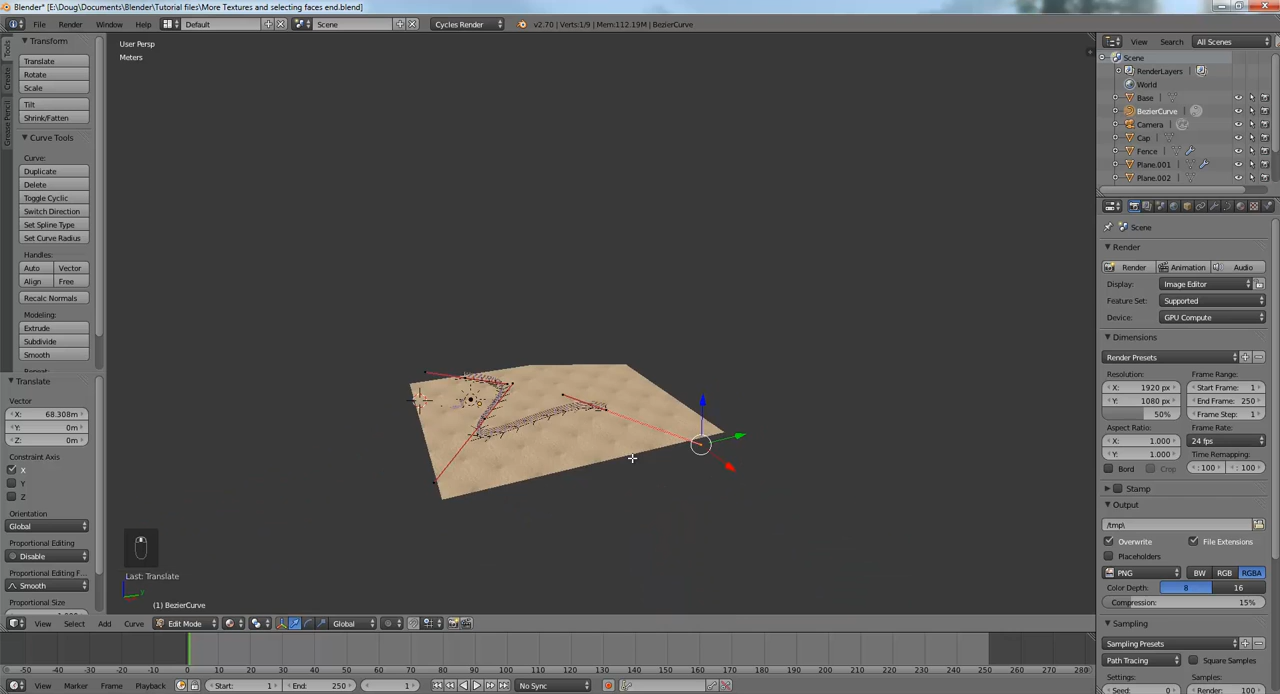 Blender* [E:\Doug\Documents\Blender\Tutorial files\More Textures and selecting faces end.blend]
File Render Window Help Default Scene Cycles Render v2.70 | Verts:1/9 | Mem:112.19M | BezierCurve
Transform
Translate
Rotate
Scale
Tilt
Shrink/Fatten
Curve Tools
Curve:
Duplicate
Delete
Toggle Cyclic
Switch Direction
Set Spline Type
Set Curve Radius
Handles:
Auto Vector
Align Free
Recalc Normals
Modeling:
Extrude
Subdivide
Smooth
Tools
Create
Grease Pencil
Translate
Vector
X: 68.308m
Y: 0m
Z: 0m
Constraint Axis
X
Y
Z
Orientation
Global
Proportional Editing
Disable
Proportional Editing F...
Smooth
Proportional Size
User Persp
Meters
Last: Translate
(1) BezierCurve
View Select Add Curve Edit Mode Global
View Search All Scenes
Scene
RenderLayers
World
Base
BezierCurve
Camera
Cap
Fence
Plane.001
Plane.002
Scene
Render
Render Animation Audio
Display: Image Editor
Feature Set: Supported
Device: GPU Compute
Dimensions
Render Presets
Resolution: Frame Range:
X: 1920 px Start Frame: 1
Y: 1080 px End Frame: 250
50% Frame Step: 1
Aspect Ratio: Frame Rate:
X: 1.000 24 fps
Y: 1.000 Time Remapping:
Bord Crop : 100 : 100
Stamp
Output
/tmp\
Overwrite File Extensions
Placeholders
PNG BW RGB RGBA
Color Depth: 8 16
Compression: 15%
Sampling
Sampling Presets
Path Tracing Square Samples
Settings: Samples:
Seed: 0 Render: 100
-50 -40 -30 -20 -10 0 10 20 30 40 50 60 70 80 90 100 110 120 130 140 150 160 170 180 190 200 210 220 230 240 250 260 270 280
View Marker Frame Playback Start: 1 End: 250 1 No Sync